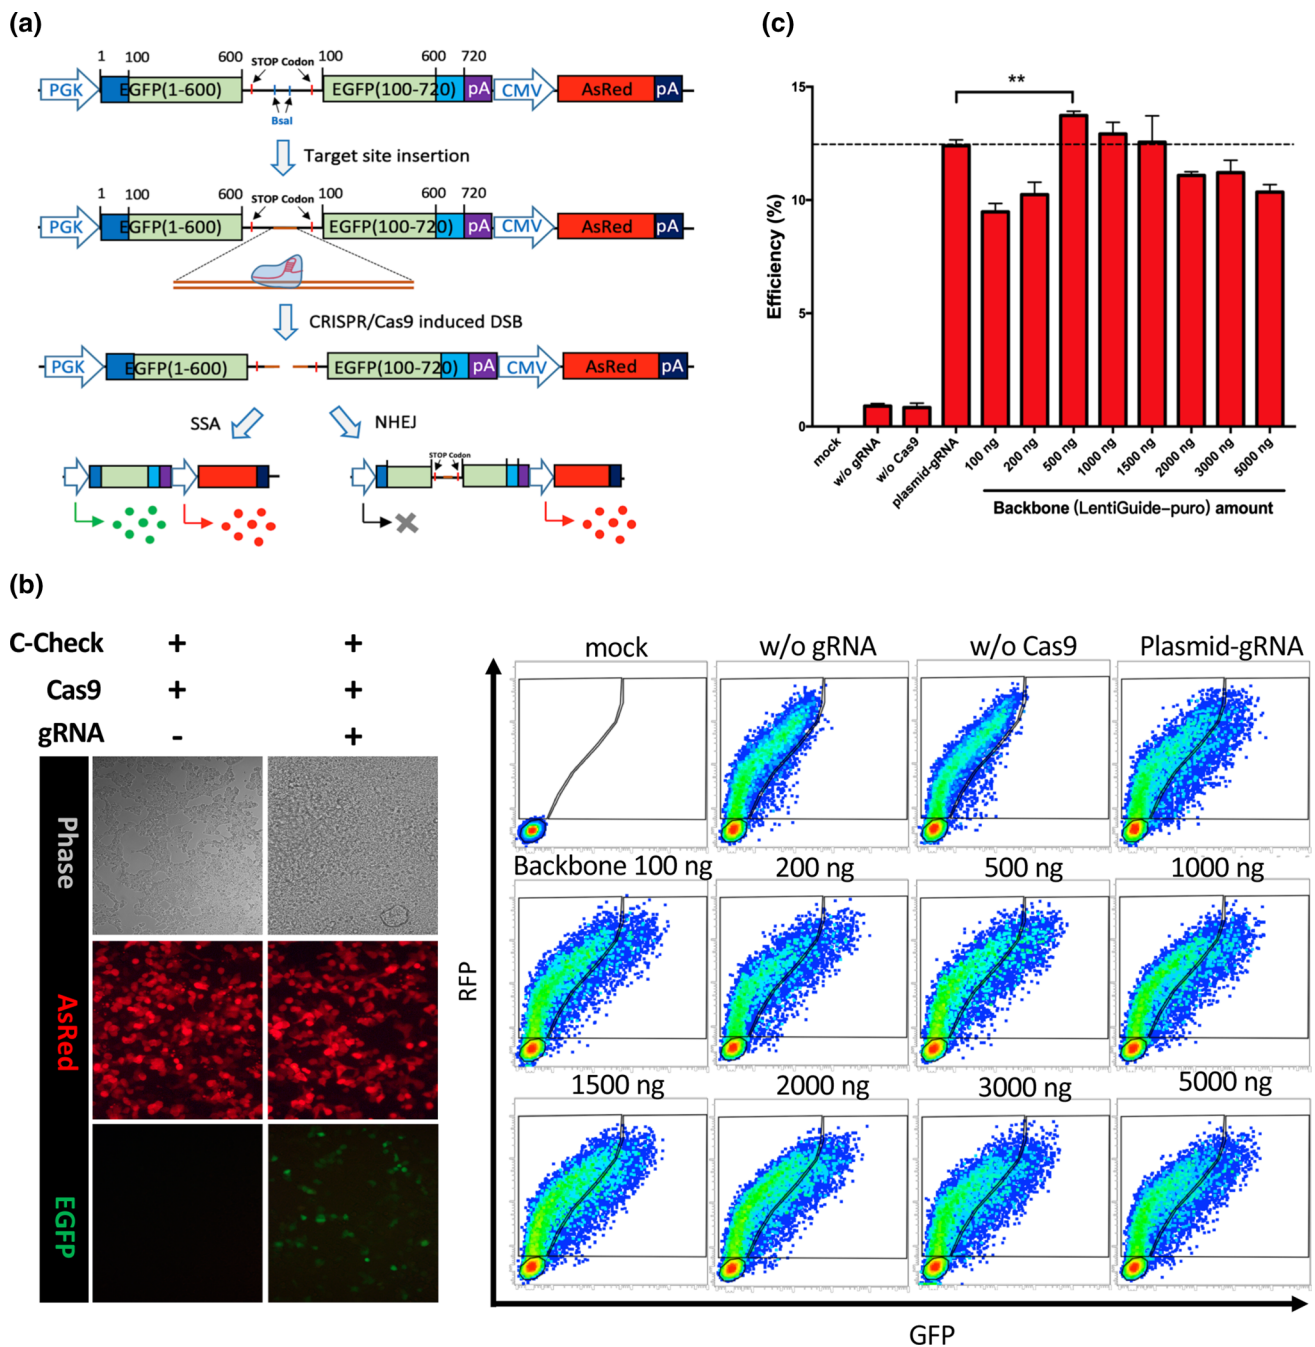 (a)
1 100 600 STOP Codon 100 600 720
PGK EGFP(1-600) EGFP(100-720) pA CMV AsRed pA
BsaI
Target site insertion
1 100 600 STOP Codon 100 600 720
PGK EGFP(1-600) EGFP(100-720) pA CMV AsRed pA
CRISPR/Cas9 induced DSB
PGK EGFP(1-600) EGFP(100-720) pA CMV AsRed pA
SSA NHEJ
STOP Codon
(c)
**
15
10
5
0
Efficiency (%)
mock
w/o gRNA
w/o Cas9
plasmid-gRNA
100 ng
200 ng
500 ng
1000 ng
1500 ng
2000 ng
3000 ng
5000 ng
Backbone (LentiGuide-puro) amount
(b)
C-Check + +
Cas9 + +
gRNA - +
Phase
AsRed
EGFP
mock w/o gRNA w/o Cas9 Plasmid-gRNA
Backbone 100 ng 200 ng 500 ng 1000 ng
1500 ng 2000 ng 3000 ng 5000 ng
RFP
GFP